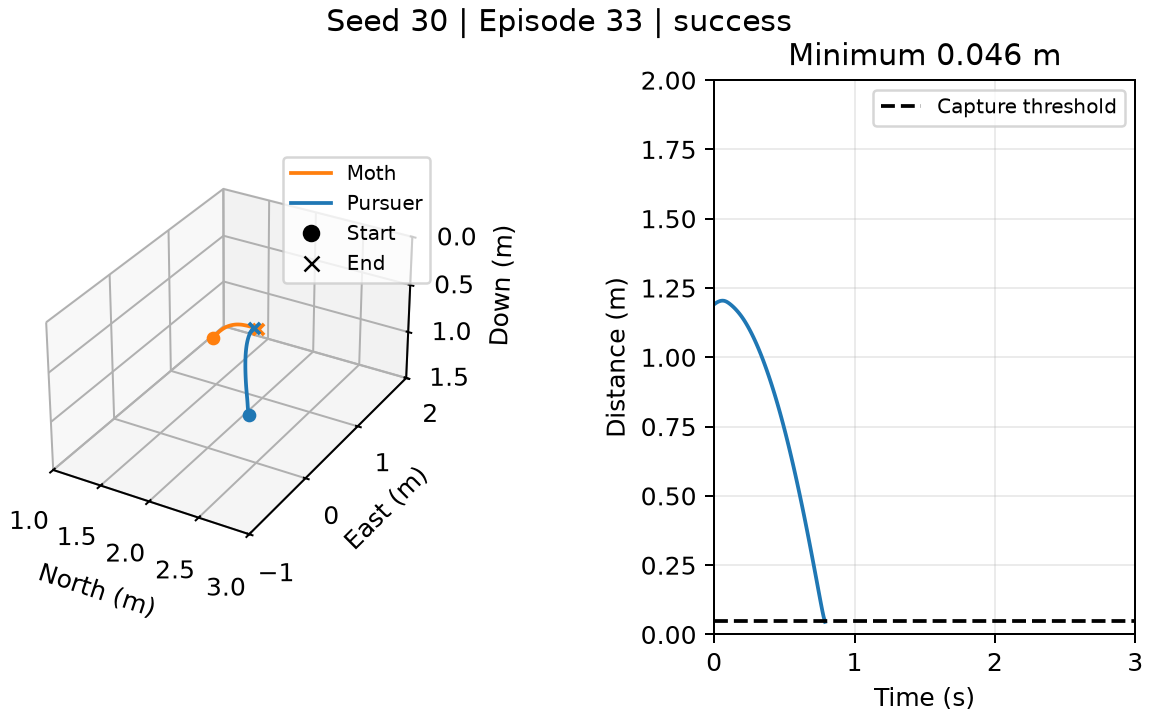 Seed 30 | Episode 33 | success
Moth
Pursuer
Start
End
0.0
0.5
1.0
1.5
Down (m)
2
1
0
−1
East (m)
1.0
1.5
2.0
2.5
3.0
North (m)
Minimum 0.046 m
Capture threshold
2.00
1.75
1.50
1.25
1.00
0.75
0.50
0.25
0.00
Distance (m)
0
1
2
3
Time (s)